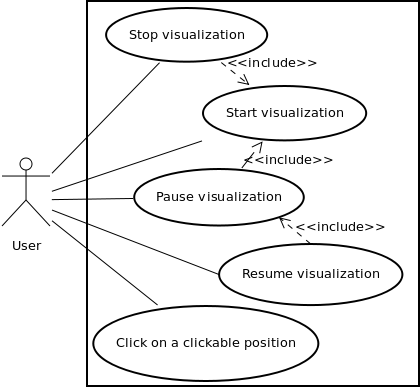 Stop visualization
<<include>>
Start visualization
<<include>>
Pause visualization
<<include>>
User
Resume visualization
Click on a clickable position